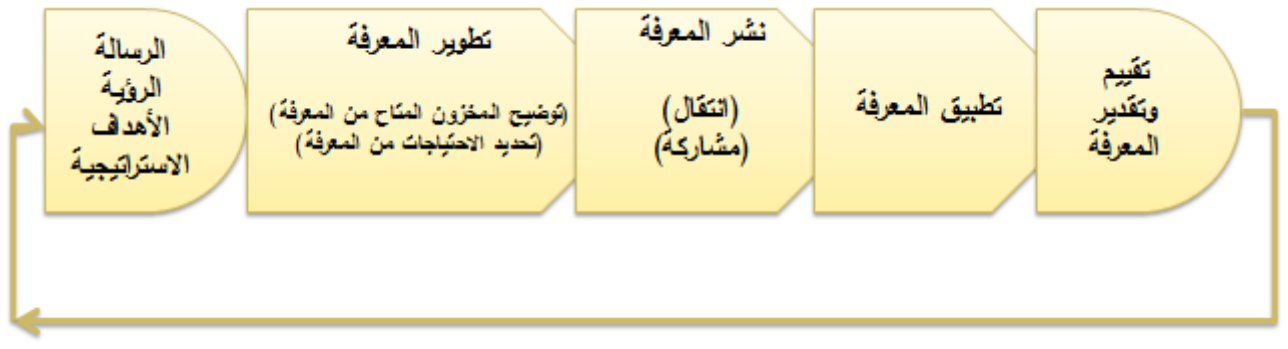 الرسالة
الرؤية
الأهداف
الاستراتيجية
تطوير المعرفة
(توضيح المخزون المتاح من المعرفة)
(تحديد الاحتياجات من المعرفة)
نشر المعرفة
(انتقال)
(مشاركة)
تطبيق المعرفة
تقييم
وتقدير
المعرفة